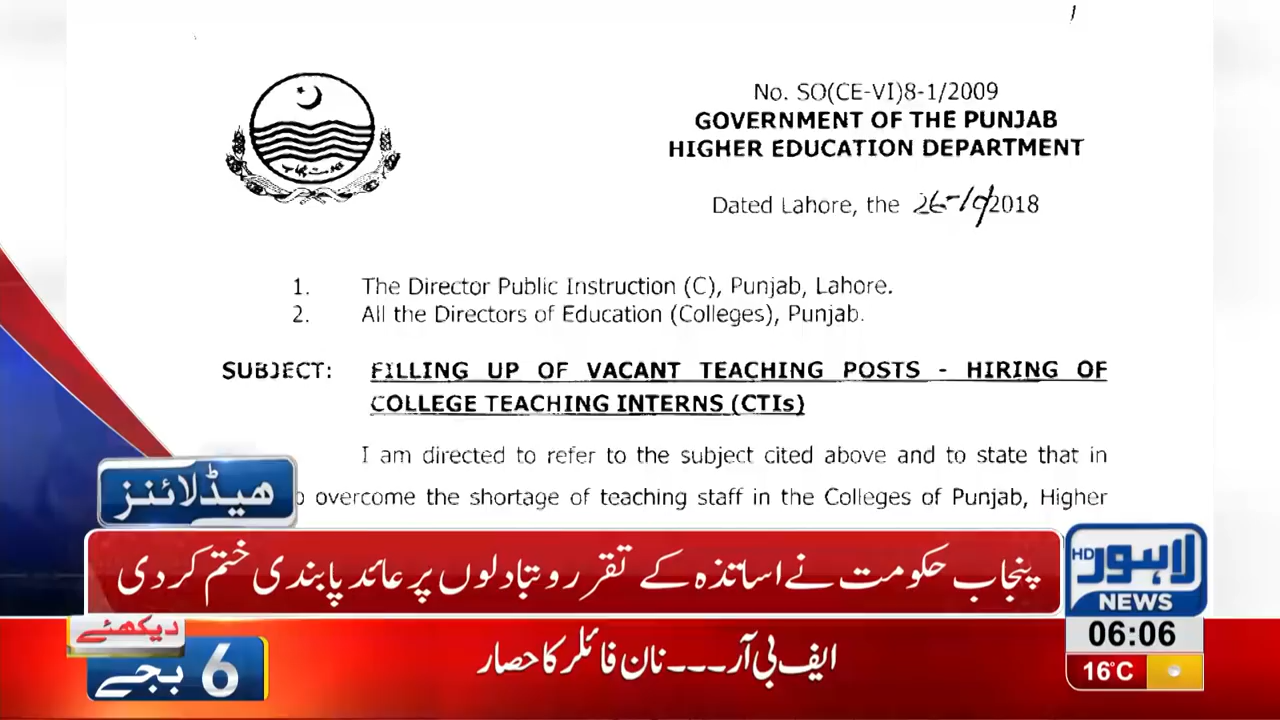 No. SO(CE-VI)8-1/2009
GOVERNMENT OF THE PUNJAB
HIGHER EDUCATION DEPARTMENT
Dated Lahore, the 26-10/2018
حکومت پنجاب
1. The Director Public Instruction (C), Punjab, Lahore.
2. All the Directors of Education (Colleges), Punjab.
SUBJECT: FILLING UP OF VACANT TEACHING POSTS - HIRING OF
COLLEGE TEACHING INTERNS (CTIs)
I am directed to refer to the subject cited above and to state that in
overcome the shortage of teaching staff in the Colleges of Punjab, Higher
ہیڈلائنز
پنجاب حکومت نے اساتذہ کے تقرر و تبادلوں پر عائد پابندی ختم کر دی
لاہور HD
NEWS
06:06
16°C
دیکھئے
6 بجے
ایف بی آر۔۔۔نان فائلر کا حصار